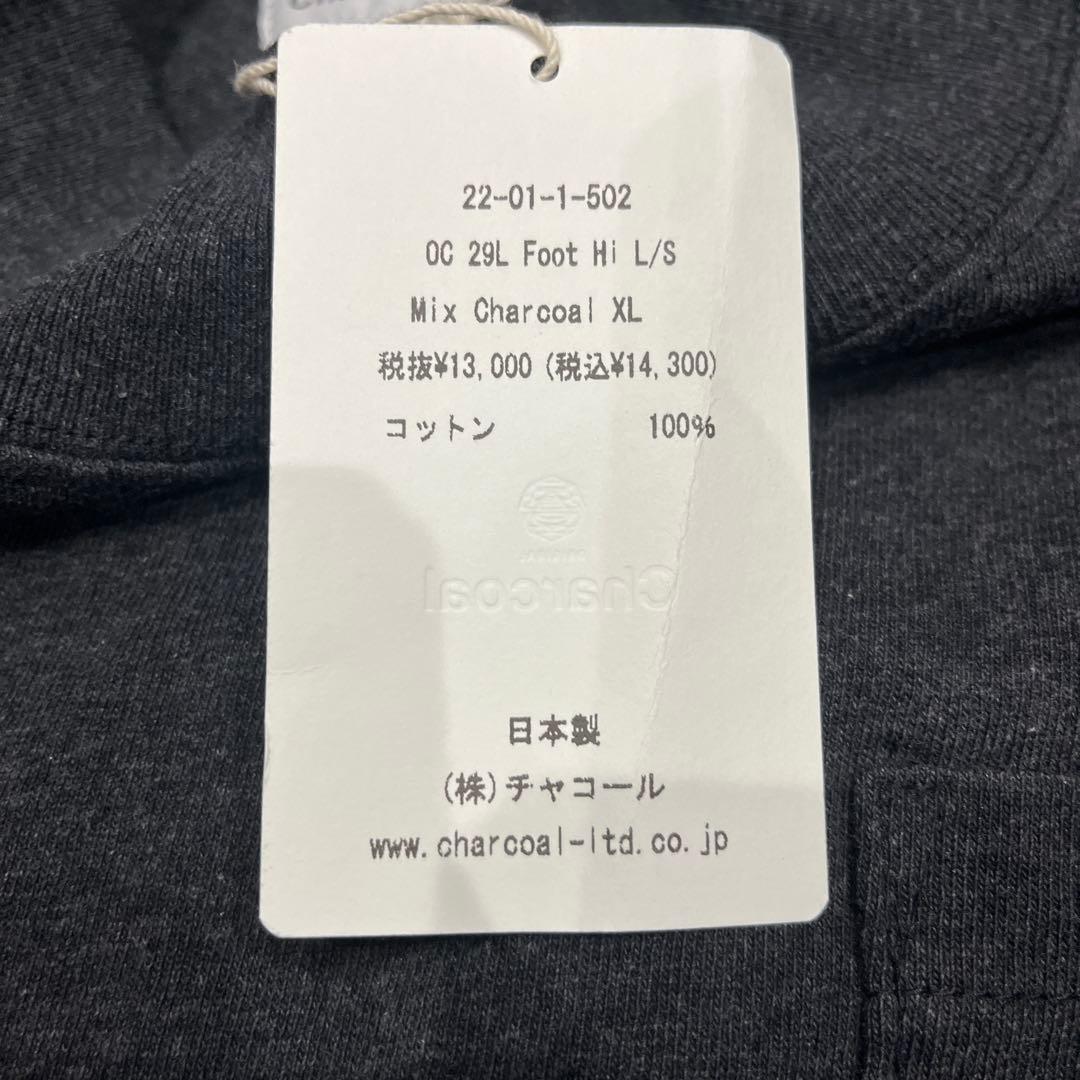 22-01-1-502
OC 29L Foot Hi L/S
Mix Charcoal XL
税抜¥13,000 (税込¥14,300)
コットン 100%
ORIGINAL
Charcoal
日本製
(株)チャコール
www.charcoal-ltd.co.jp